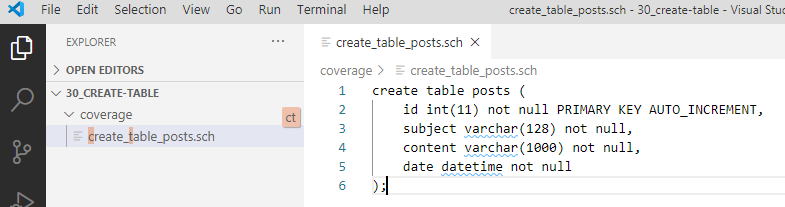 File Edit Selection View Go Run Terminal Help create_table_posts.sch - 30_create-table - Visual Stu
EXPLORER ··· create_table_posts.sch ×
> OPEN EDITORS coverage > create_table_posts.sch
30_CREATE-TABLE
coverage
ct
create_table_posts.sch
1 create table posts (
2 id int(11) not null PRIMARY KEY AUTO_INCREMENT,
3 subject varchar(128) not null,
4 content varchar(1000) not null,
5 date datetime not null
6 );